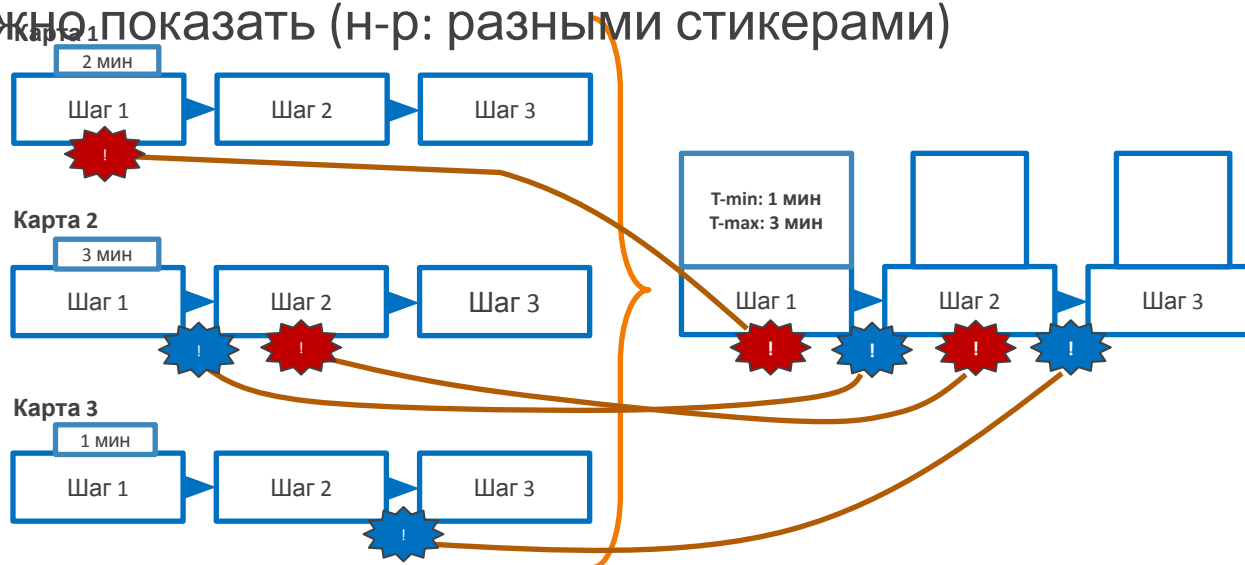 жно показать (н-р: разными стикерами)
Карта 1
2 мин
Шаг 1
Шаг 2
Шаг 3
!
Карта 2
3 мин
Шаг 1
Шаг 2
Шаг 3
!
!
Карта 3
1 мин
Шаг 1
Шаг 2
Шаг 3
!
T-min: 1 мин
T-max: 3 мин
Шаг 1
Шаг 2
Шаг 3
!
!
!
!